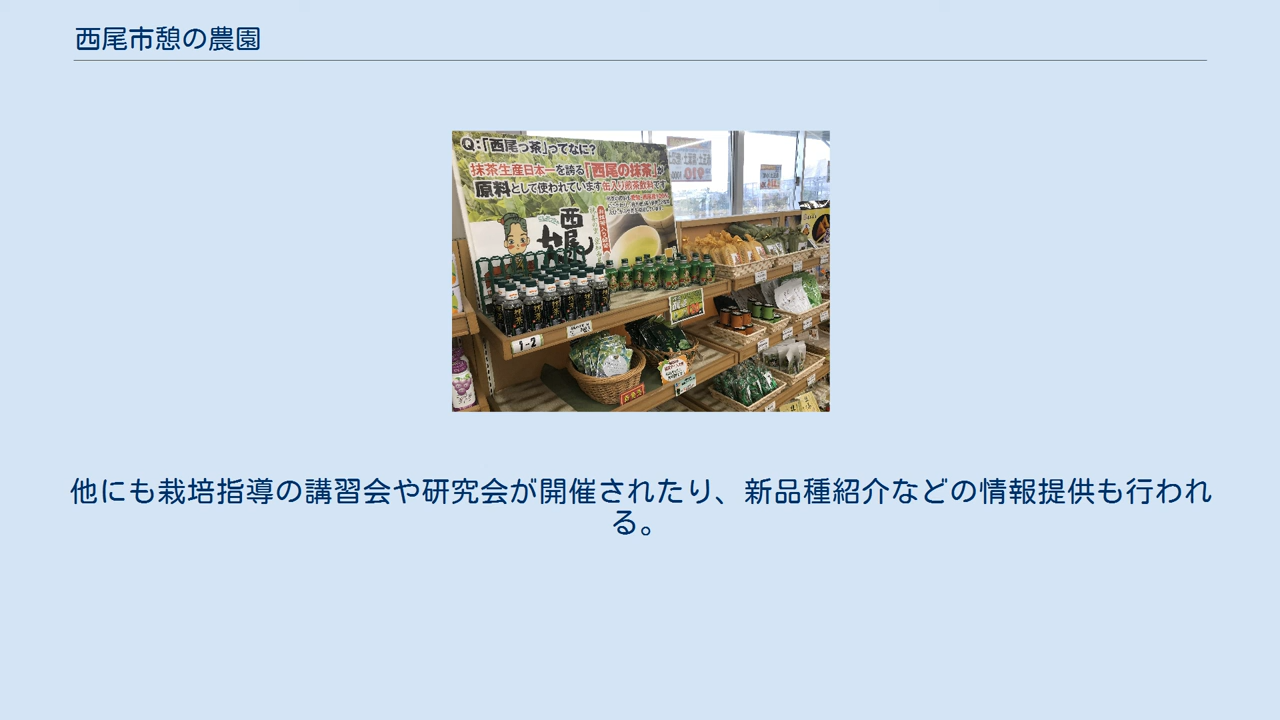 西尾市憩の農園
Q:「西尾っ茶」ってなに?
抹茶生産日本一を誇る「西尾の抹茶」が
原料として使われています缶入り煎茶飲料です
西尾
1-2
他にも栽培指導の講習会や研究会が開催されたり、新品種紹介などの情報提供も行われ
る。